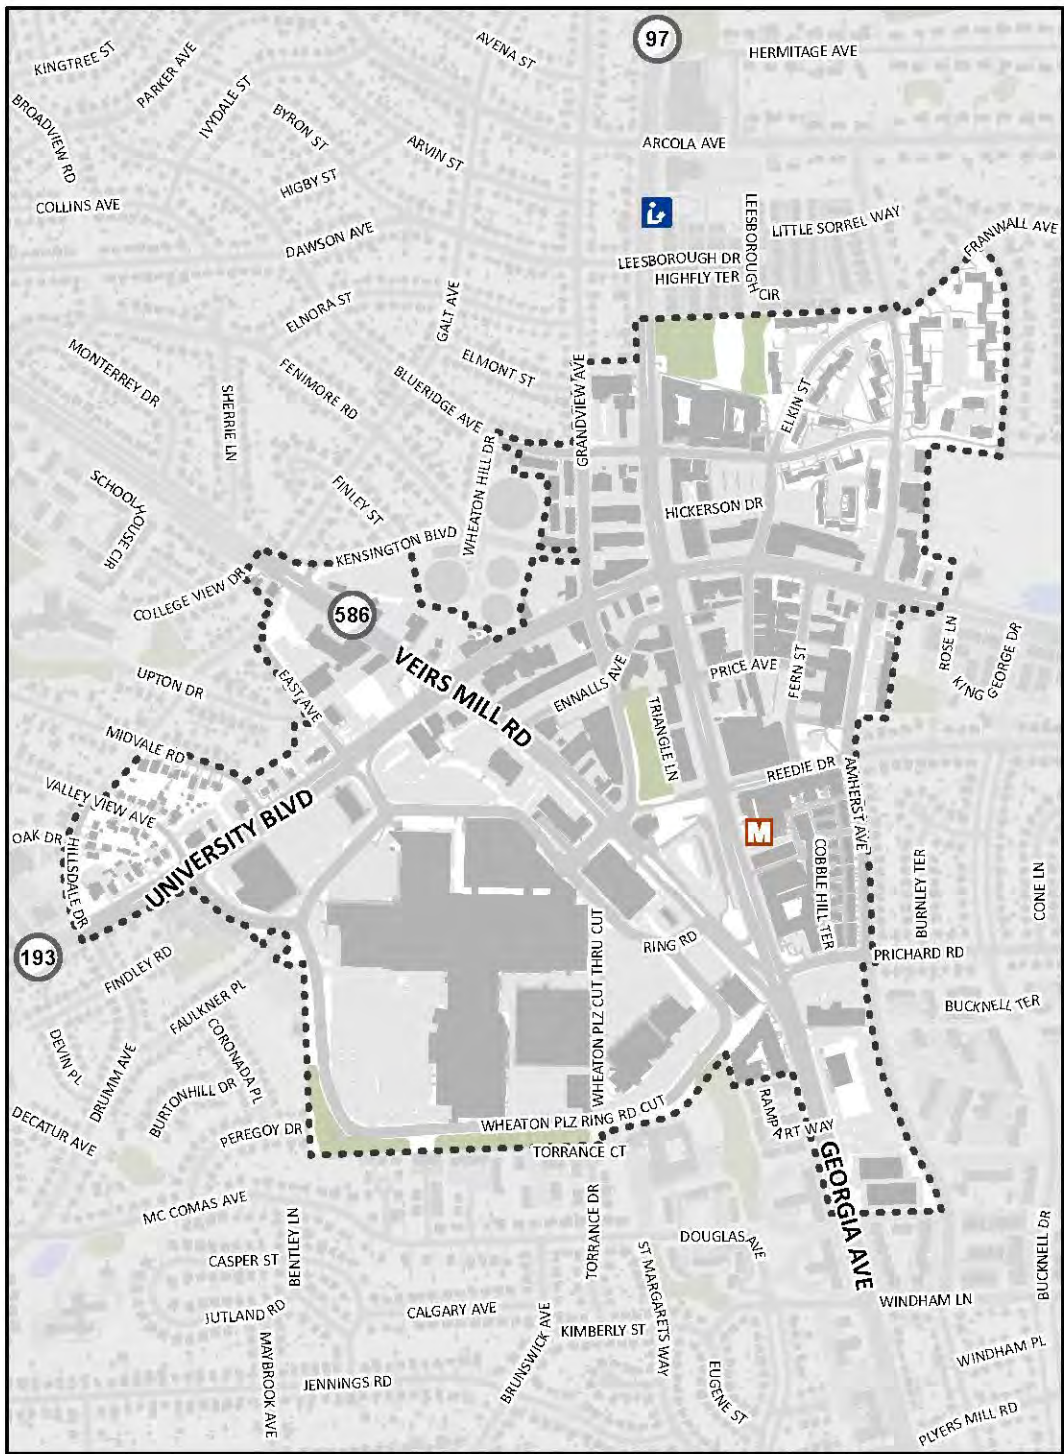 97
AVENA ST
HERMITAGE AVE
KINGTREE ST
PARKER AVE
IVYDALE ST
BROADVIEW RD
BYRON ST
ARVIN ST
ARCOLA AVE
HIGBY ST
COLLINS AVE
DAWSON AVE
LEESBOROUGH CIR
LITTLE SORREL WAY
FRANWALL AVE
LEESBOROUGH DR
HIGHFLY TER
ELNORA ST
GALT AVE
ELMONT ST
MONTERREY DR
FENIMORE RD
BLUERIDGE AVE
GRANDVIEW AVE
SHERRIE LN
ELKIN ST
WHEATON HILL DR
SCHOOLHOUSE CIR
FINLEY ST
HICKERSON DR
KENSINGTON BLVD
COLLEGE VIEW DR
586
VEIRS MILL RD
ROSE LN
KING GEORGE DR
UPTON DR
EAST AVE
ENNALLS AVE
PRICE AVE
FERN ST
TRIANGLE LN
MIDVALE RD
VALLEY VIEW AVE
REEDIE DR
AMHERST AVE
OAK DR
HILLSDALE DR
UNIVERSITY BLVD
M
COBBLE HILL TER
BURNLEY TER
CONE LN
193
FINDLEY RD
RING RD
PRICHARD RD
WHEATON PLZ CUT THRU CUT
FAULKNER PL
CORONADA PL
BUCKNELL TER
DEVIN PL
DRUMM AVE
BURTONHILL DR
DECATUR AVE
PEREGOY DR
WHEATON PLZ RING RD CUT
RAMPART WAY
TORRANCE CT
GEORGIA AVE
MC COMAS AVE
TORRANCE DR
DOUGLAS AVE
BENTLEY LN
CASPER ST
ST MARGARETS WAY
BUCKNELL DR
JUTLAND RD
CALGARY AVE
KIMBERLY ST
WINDHAM LN
MAYBROOK AVE
BRUNSWICK AVE
WINDHAM PL
JENNINGS RD
EUGENE ST
PLYERS MILL RD